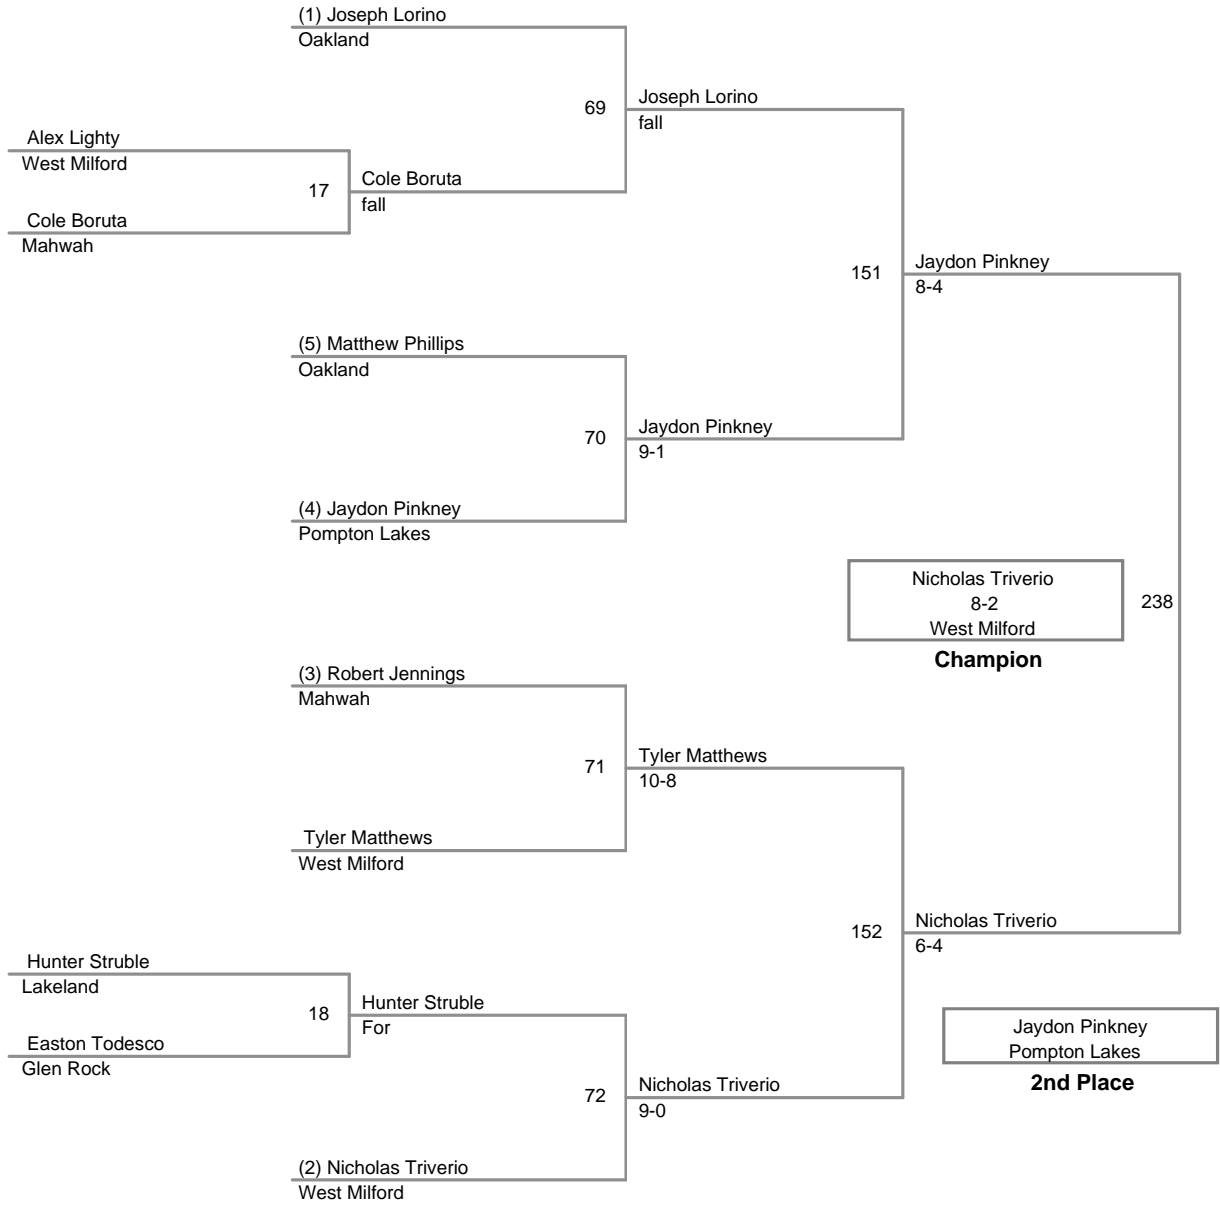 (1) Joseph Lorino
Oakland
69
Joseph Lorino
fall
Alex Lighty
West Milford
17
Cole Boruta
fall
Cole Boruta
Mahwah
151
Jaydon Pinkney
8-4
(5) Matthew Phillips
Oakland
70
Jaydon Pinkney
9-1
(4) Jaydon Pinkney
Pompton Lakes
Nicholas Triverio
8-2
West Milford
Champion
238
(3) Robert Jennings
Mahwah
71
Tyler Matthews
10-8
Tyler Matthews
West Milford
152
Nicholas Triverio
6-4
Hunter Struble
Lakeland
18
Hunter Struble
For
Easton Todesco
Glen Rock
Jaydon Pinkney
Pompton Lakes
2nd Place
72
Nicholas Triverio
9-0
(2) Nicholas Triverio
West Milford